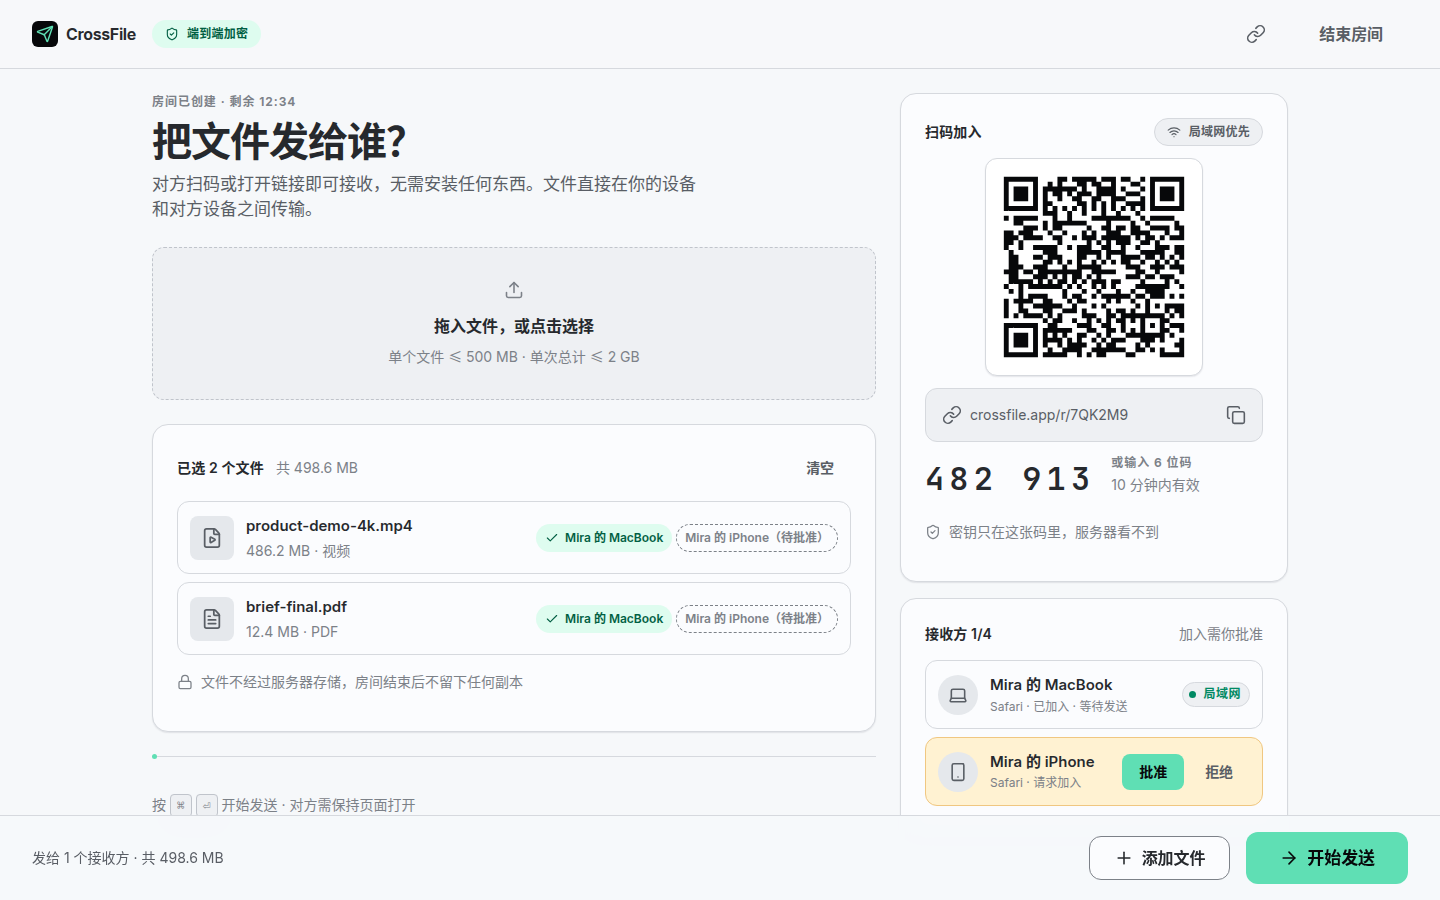 CrossFile
端到端加密
结束房间
房间已创建 · 剩余 12:34
把文件发给谁？
对方扫码或打开链接即可接收，无需安装任何东西。文件直接在你的设备
和对方设备之间传输。
拖入文件，或点击选择
单个文件 ≤ 500 MB · 单次总计 ≤ 2 GB
已选 2 个文件 共 498.6 MB 清空
product-demo-4k.mp4
486.2 MB · 视频
Mira 的 MacBook
Mira 的 iPhone（待批准）
brief-final.pdf
12.4 MB · PDF
Mira 的 MacBook
Mira 的 iPhone（待批准）
文件不经过服务器存储，房间结束后不留下任何副本
按 ⌘ ⏎ 开始发送 · 对方需保持页面打开
扫码加入
局域网优先
crossfile.app/r/7QK2M9
482 913
或输入 6 位码
10 分钟内有效
密钥只在这张码里，服务器看不到
接收方 1/4
加入需你批准
Mira 的 MacBook
Safari · 已加入 · 等待发送
局域网
Mira 的 iPhone
Safari · 请求加入
批准
拒绝
发给 1 个接收方 · 共 498.6 MB
添加文件
开始发送